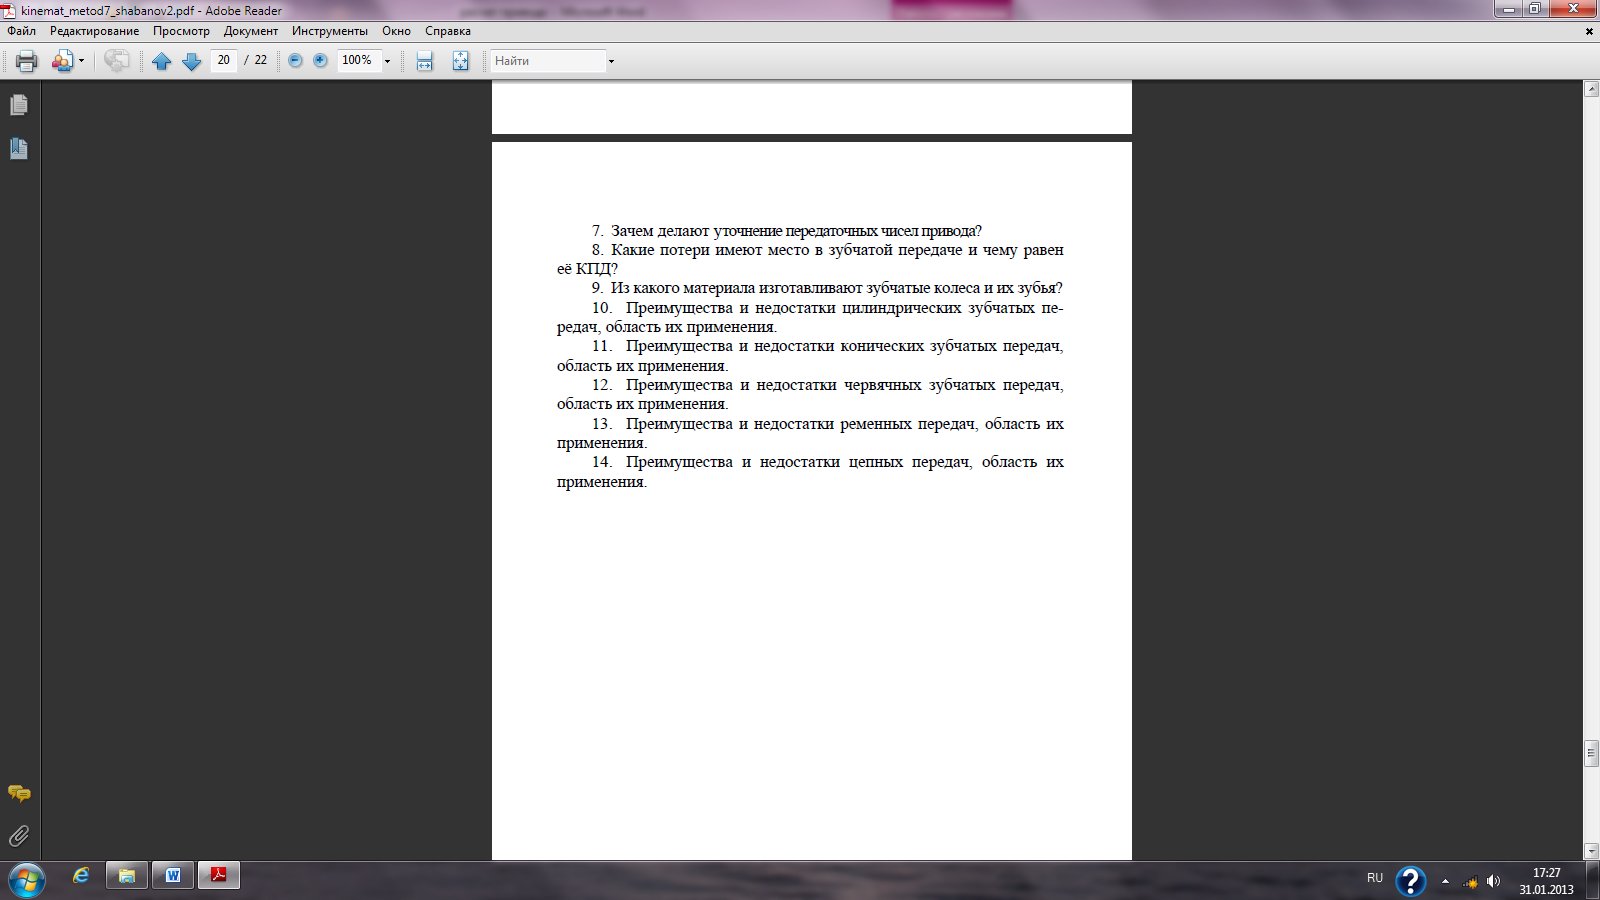 kinemat_metod7_shabanov2.pdf - Adobe Reader
Файл Редактирование Просмотр Документ Инструменты Окно Справка
20 / 22 100% Найти
7. Зачем делают уточнение передаточных чисел привода?
8. Какие потери имеют место в зубчатой передаче и чему равен
её КПД?
9. Из какого материала изготавливают зубчатые колеса и их зубья?
10. Преимущества и недостатки цилиндрических зубчатых пе-
редач, область их применения.
11. Преимущества и недостатки конических зубчатых передач,
область их применения.
12. Преимущества и недостатки червячных зубчатых передач,
область их применения.
13. Преимущества и недостатки ременных передач, область их
применения.
14. Преимущества и недостатки цепных передач, область их
применения.
RU
17:27
31.01.2013